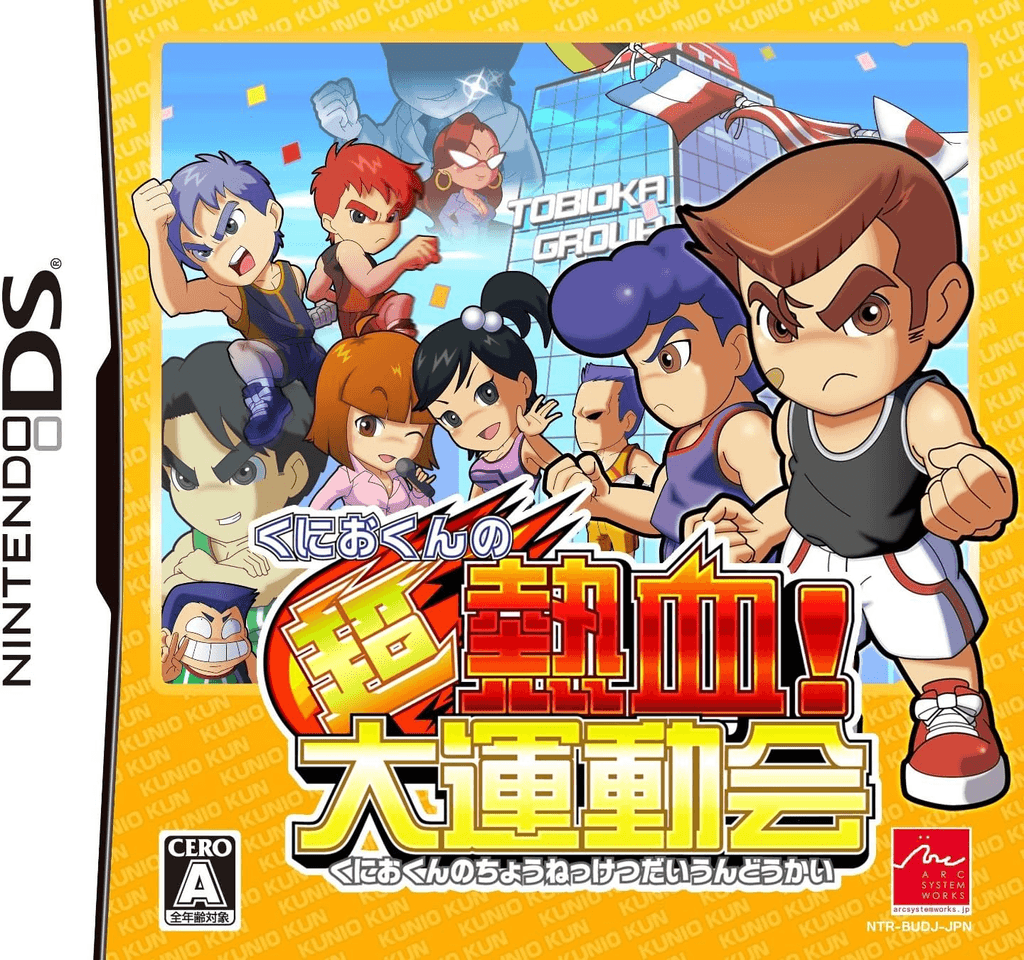 NINTENDO DS®
TOBIOKA
GROUP
くにおくんの
超熱血!
大運動会
くにおくんのちょうねっけつだいうんどうかい
CERO
A
全年齢対象
ARC
SYSTEM
WORKS
arcsystemworks.jp
NTR-BUDJ-JPN
KUNIO KUN